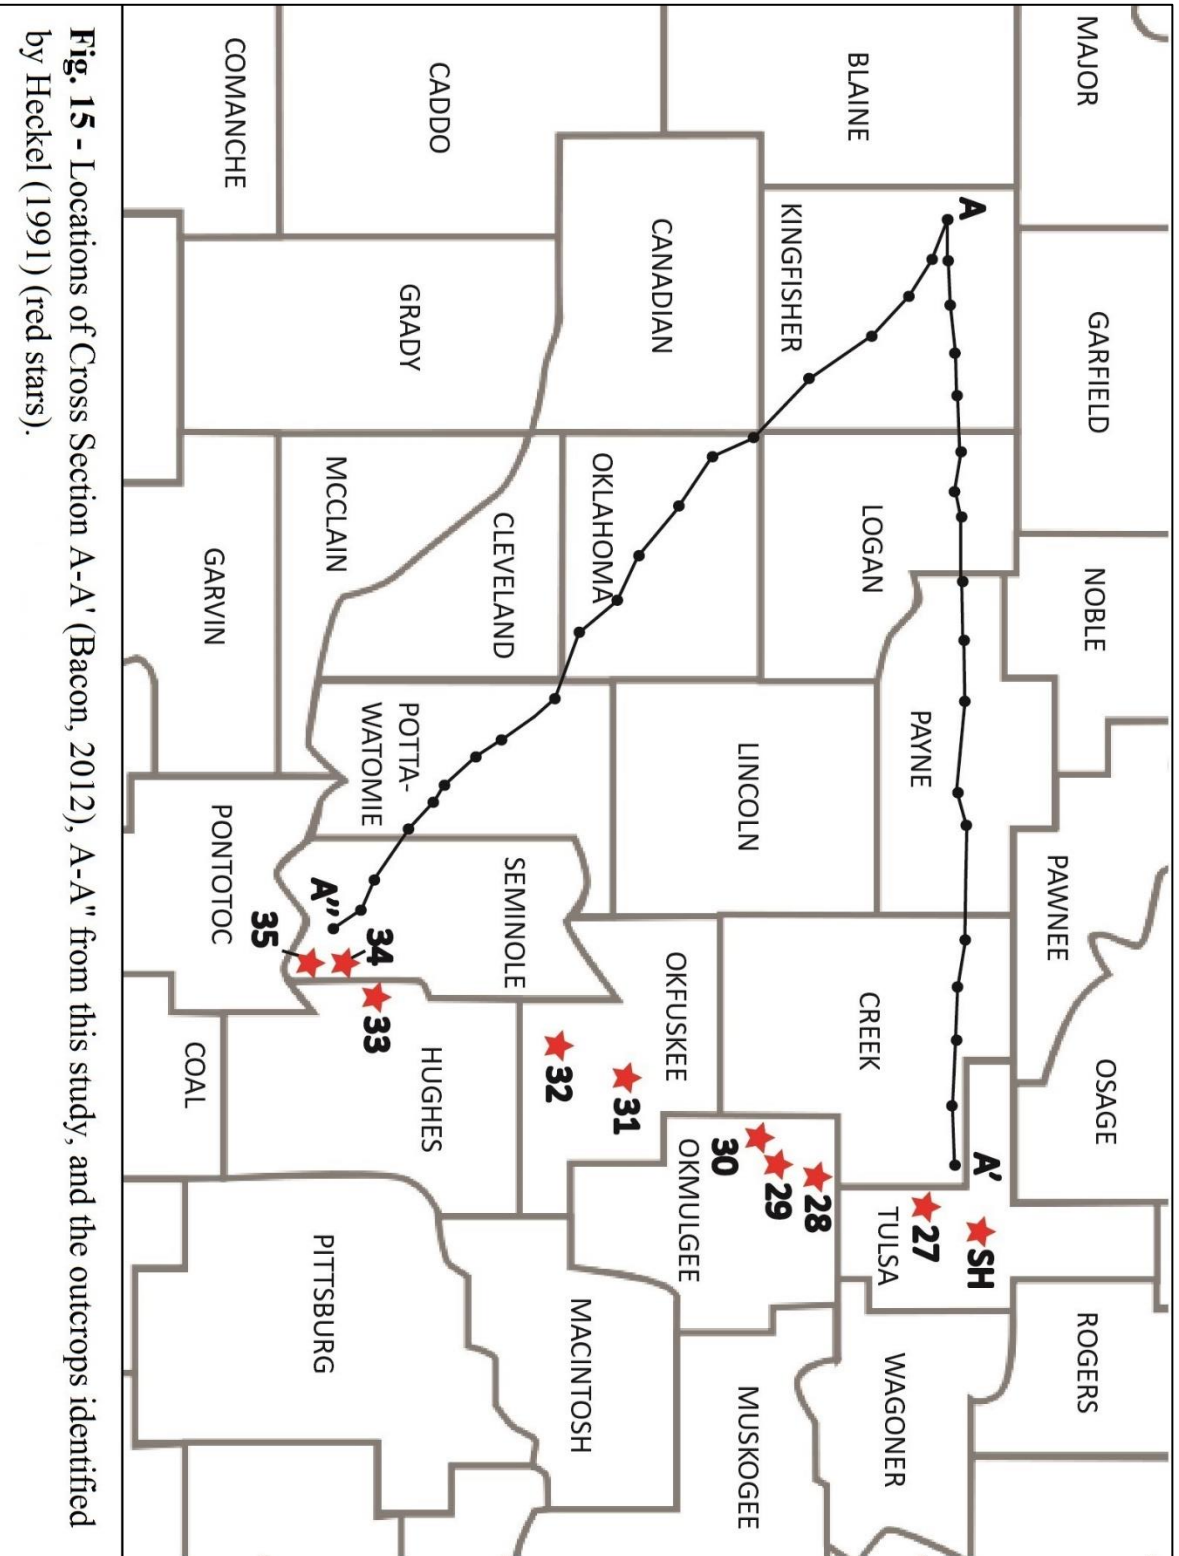 MAJOR
GARFIELD
NOBLE
PAWNEE
OSAGE
ROGERS
A
A'
SH
BLAINE
KINGFISHER
LOGAN
PAYNE
CREEK
27
TULSA
WAGONER
28
29
30
CANADIAN
OKLAHOMA
LINCOLN
OKFUSKEE
31
OKMULGEE
MUSKOGEE
32
CADDO
GRADY
CLEVELAND
POTTA-
WATOMIE
SEMINOLE
MACINTOSH
MCCLAIN
A''
34
33
HUGHES
35
COMANCHE
GARVIN
PONTOTOC
COAL
PITTSBURG
Fig. 15 - Locations of Cross Section A-A' (Bacon, 2012), A-A" from this study, and the outcrops identified
by Heckel (1991) (red stars).